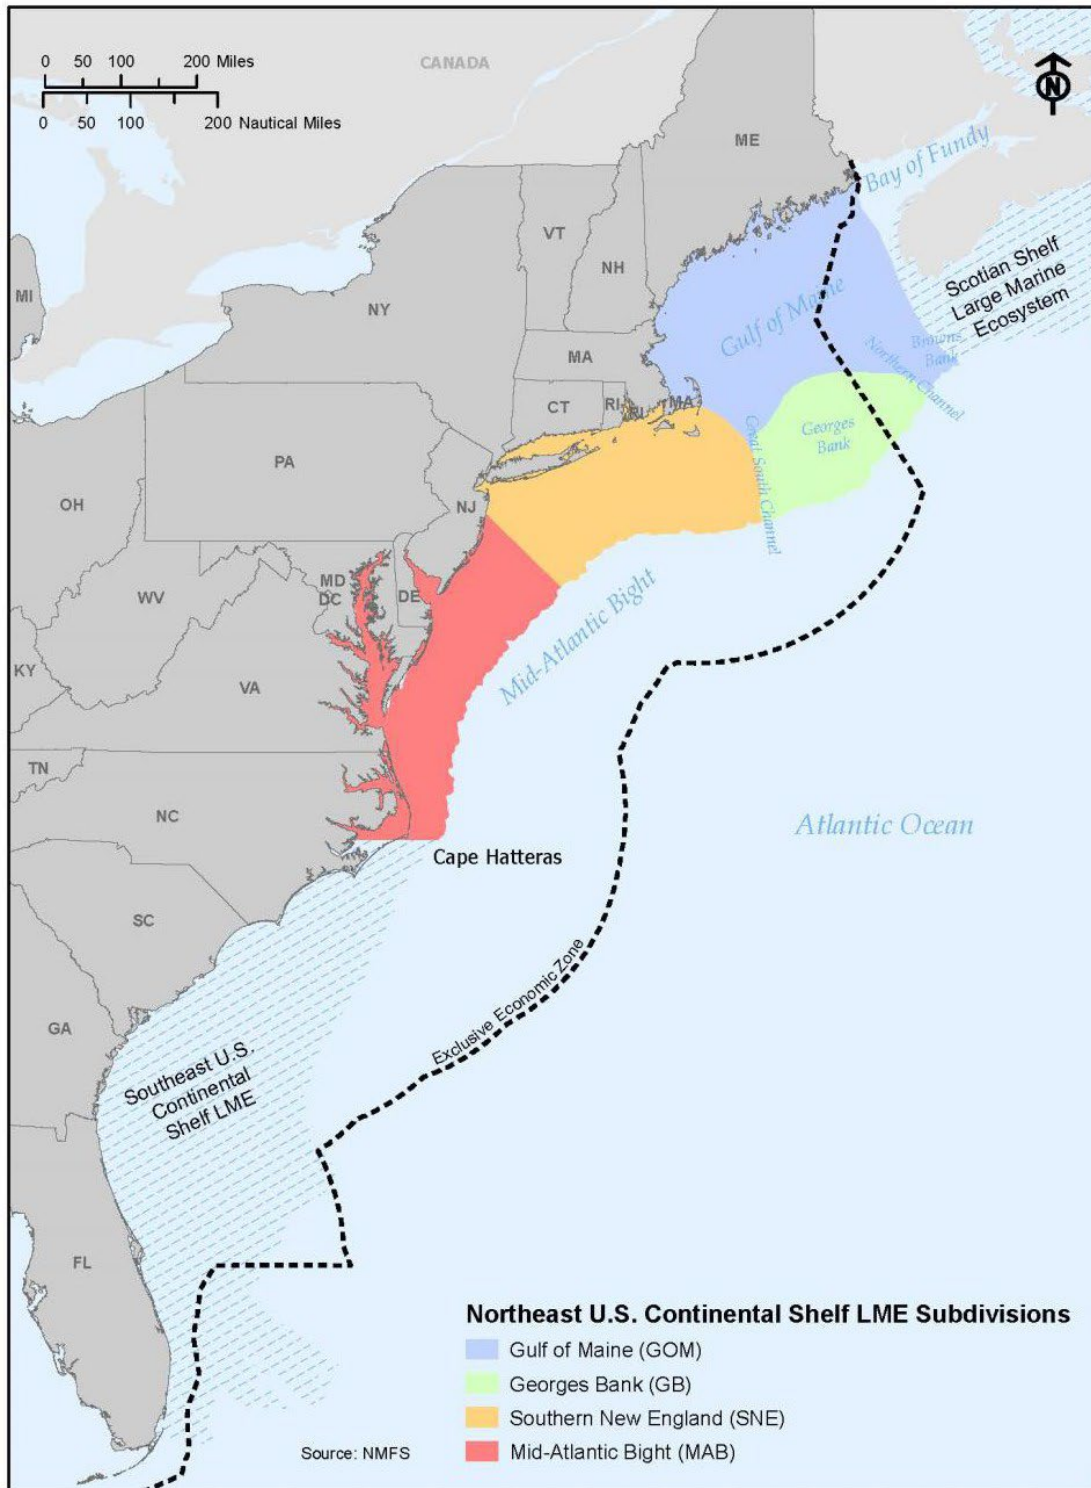 0 50 100 200 Miles
0 50 100 200 Nautical Miles
CANADA
N
ME
Bay of Fundy
VT
NH
MI
NY
Gulf of Maine
Scotian Shelf
Large Marine
Ecosystem
Browns
Bank
Northern Channel
MA
CT
RI
RI
MA
Georges
Bank
Great South Channel
PA
OH
NJ
MD
DC
DE
WV
Mid-Atlantic Bight
KY
VA
TN
NC
Atlantic Ocean
Cape Hatteras
SC
Exclusive Economic Zone
GA
Southeast U.S.
Continental
Shelf LME
FL
Northeast U.S. Continental Shelf LME Subdivisions
Gulf of Maine (GOM)
Georges Bank (GB)
Southern New England (SNE)
Mid-Atlantic Bight (MAB)
Source: NMFS